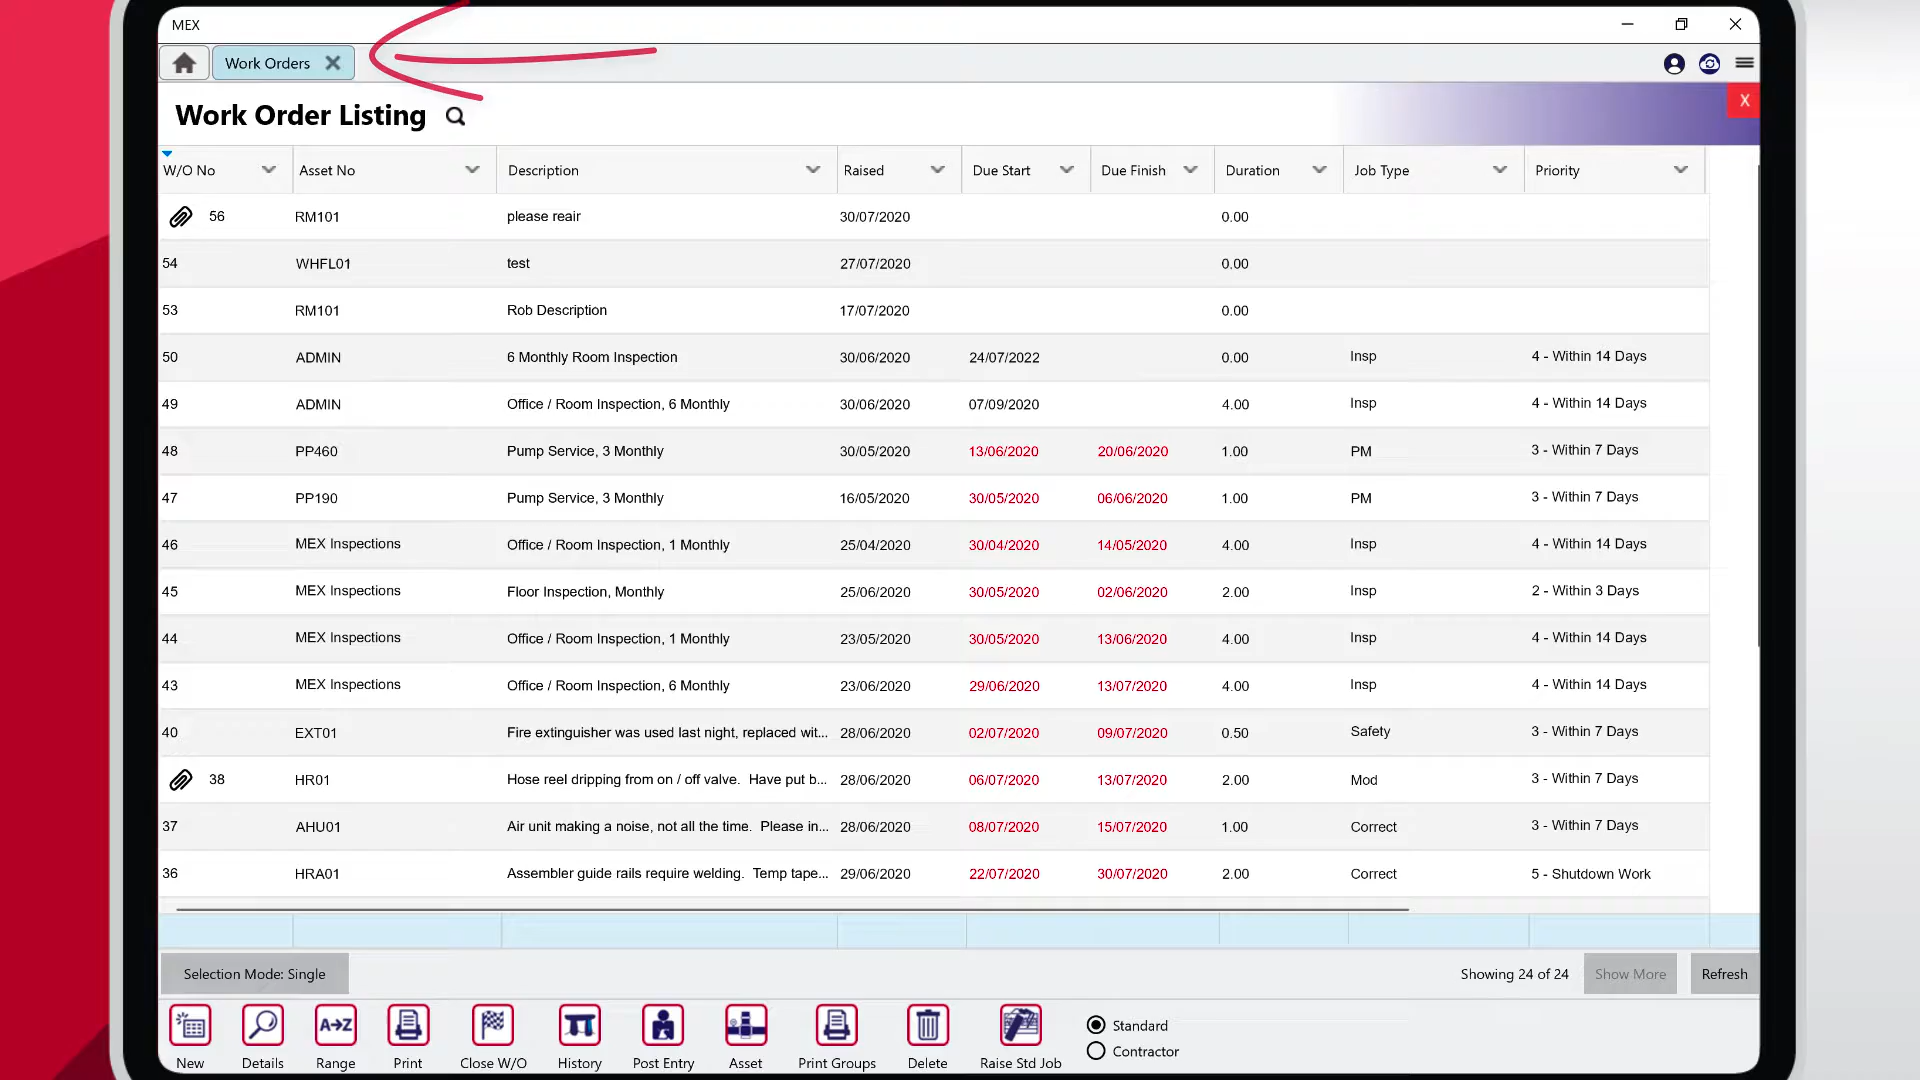 MEX
Work Orders
Work Order Listing
X
W/O No Asset No Description Raised Due Start Due Finish Duration Job Type Priority
56 RM101 please reair 30/07/2020 0.00
54 WHFL01 test 27/07/2020 0.00
53 RM101 Rob Description 17/07/2020 0.00
50 ADMIN 6 Monthly Room Inspection 30/06/2020 24/07/2022 0.00 Insp 4 - Within 14 Days
49 ADMIN Office / Room Inspection, 6 Monthly 30/06/2020 07/09/2020 4.00 Insp 4 - Within 14 Days
48 PP460 Pump Service, 3 Monthly 30/05/2020 13/06/2020 20/06/2020 1.00 PM 3 - Within 7 Days
47 PP190 Pump Service, 3 Monthly 16/05/2020 30/05/2020 06/06/2020 1.00 PM 3 - Within 7 Days
46 MEX Inspections Office / Room Inspection, 1 Monthly 25/04/2020 30/04/2020 14/05/2020 4.00 Insp 4 - Within 14 Days
45 MEX Inspections Floor Inspection, Monthly 25/06/2020 30/05/2020 02/06/2020 2.00 Insp 2 - Within 3 Days
44 MEX Inspections Office / Room Inspection, 1 Monthly 23/05/2020 30/05/2020 13/06/2020 4.00 Insp 4 - Within 14 Days
43 MEX Inspections Office / Room Inspection, 6 Monthly 23/06/2020 29/06/2020 13/07/2020 4.00 Insp 4 - Within 14 Days
40 EXT01 Fire extinguisher was used last night, replaced wit... 28/06/2020 02/07/2020 09/07/2020 0.50 Safety 3 - Within 7 Days
38 HR01 Hose reel dripping from on / off valve. Have put b... 28/06/2020 06/07/2020 13/07/2020 2.00 Mod 3 - Within 7 Days
37 AHU01 Air unit making a noise, not all the time. Please in... 28/06/2020 08/07/2020 15/07/2020 1.00 Correct 3 - Within 7 Days
36 HRA01 Assembler guide rails require welding. Temp tape... 29/06/2020 22/07/2020 30/07/2020 2.00 Correct 5 - Shutdown Work
Selection Mode: Single Showing 24 of 24 Show More Refresh
A→Z
Standard
Contractor
New Details Range Print Close W/O History Post Entry Asset Print Groups Delete Raise Std Job